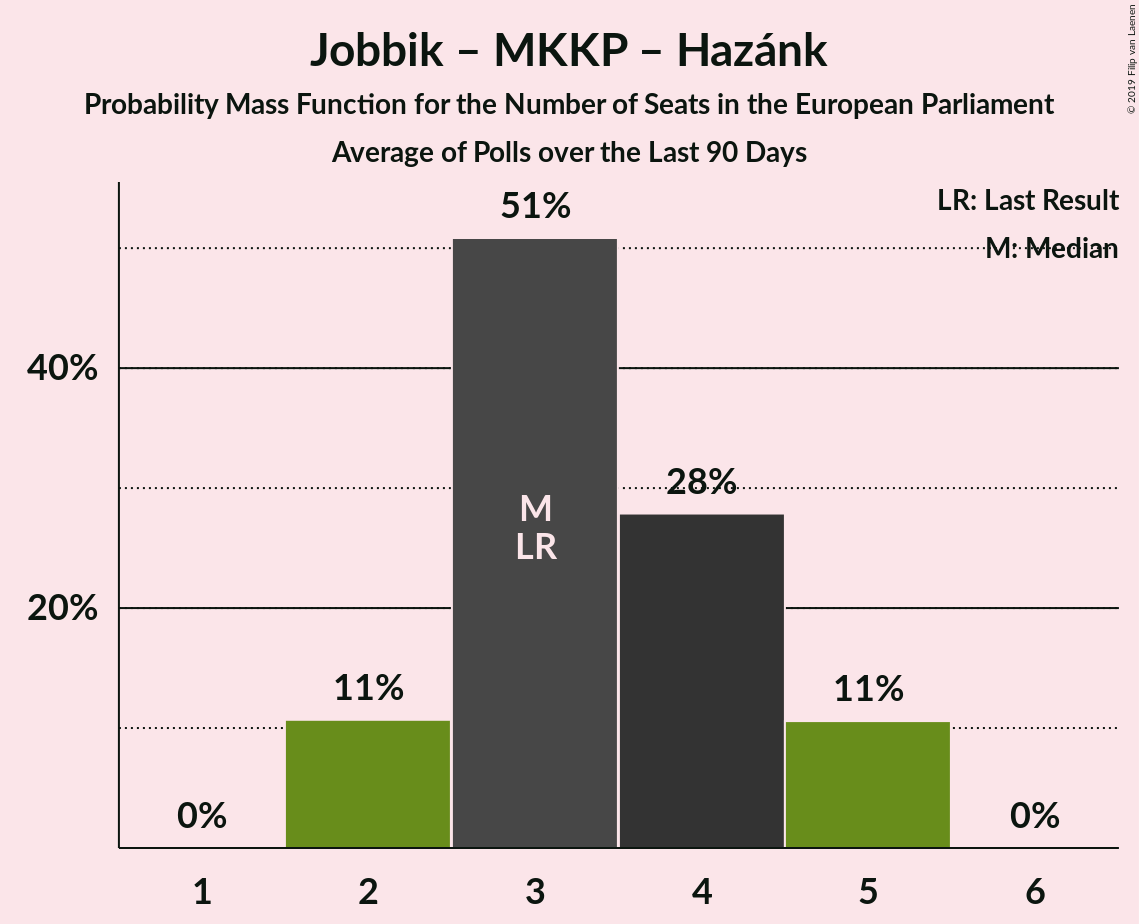 Jobbik – MKKP – Hazánk
Probability Mass Function for the Number of Seats in the European Parliament
Average of Polls over the Last 90 Days
© 2019 Filip van Laenen
LR: Last Result
M: Median
51%
40%
28%
M
LR
20%
11%
11%
0%
0%
1 2 3 4 5 6